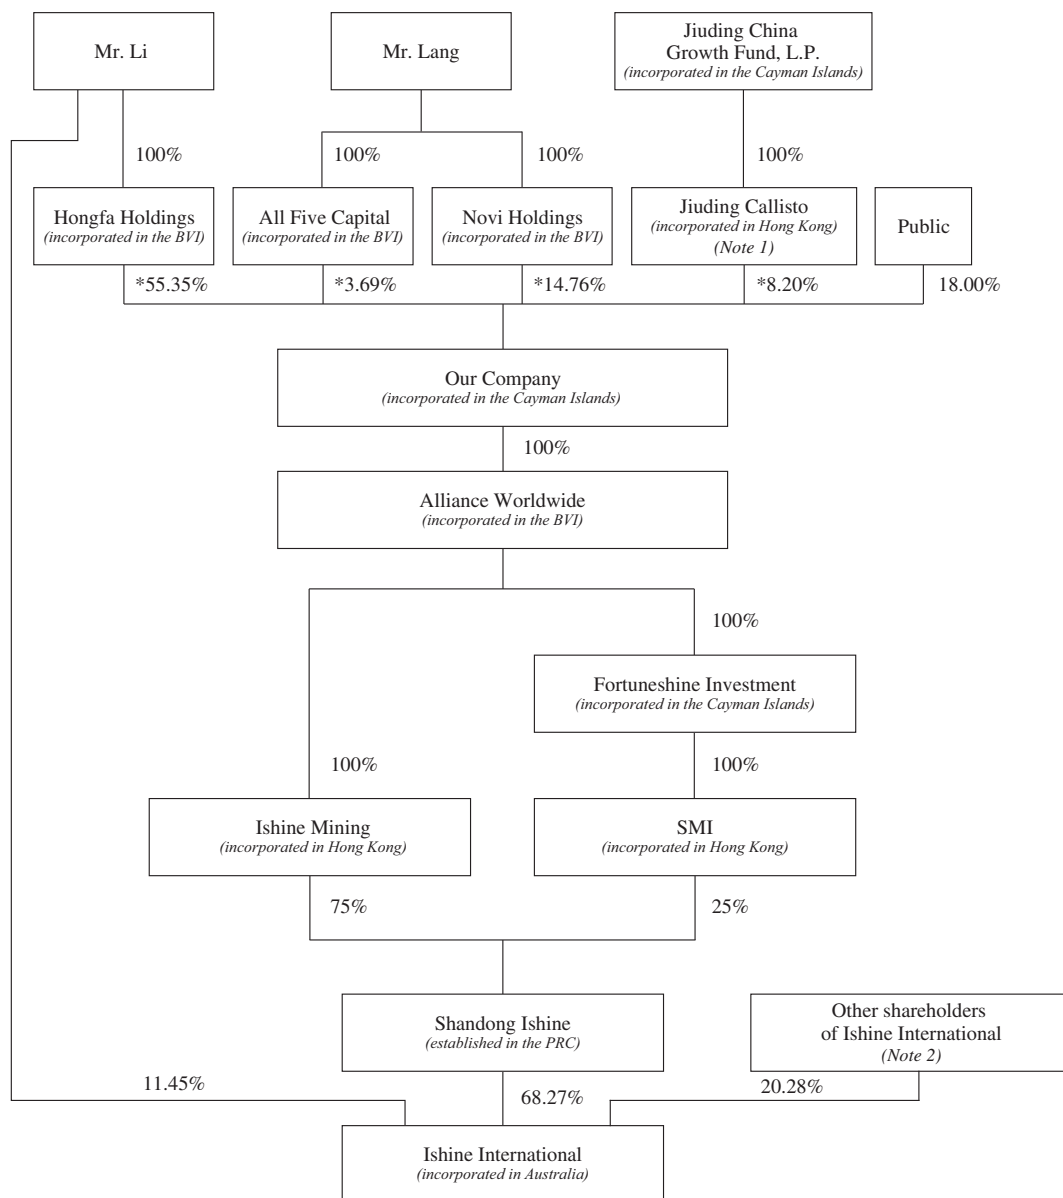 Mr. Li
Mr. Lang
Jiuding China
Growth Fund, L.P.
(incorporated in the Cayman Islands)
100%
100%
100%
100%
Hongfa Holdings
(incorporated in the BVI)
All Five Capital
(incorporated in the BVI)
Novi Holdings
(incorporated in the BVI)
Jiuding Callisto
(incorporated in Hong Kong)
(Note 1)
Public
*55.35%
*3.69%
*14.76%
*8.20%
18.00%
Our Company
(incorporated in the Cayman Islands)
100%
Alliance Worldwide
(incorporated in the BVI)
100%
Fortuneshine Investment
(incorporated in the Cayman Islands)
100%
100%
Ishine Mining
(incorporated in Hong Kong)
SMI
(incorporated in Hong Kong)
75%
25%
Shandong Ishine
(established in the PRC)
Other shareholders
of Ishine International
(Note 2)
11.45%
68.27%
20.28%
Ishine International
(incorporated in Australia)